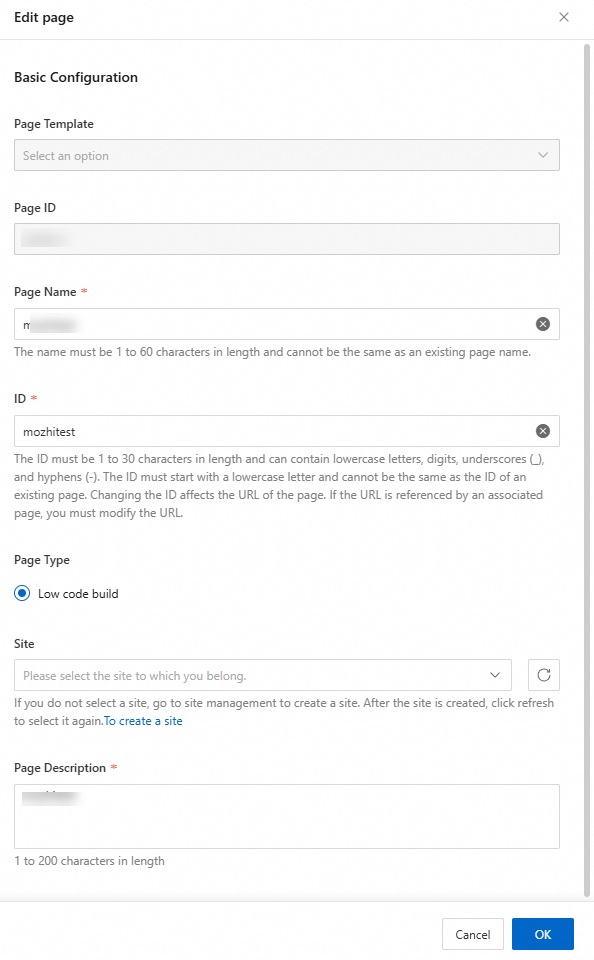 Edit page
Basic Configuration
Page Template
Select an option
Page ID
Page Name *
The name must be 1 to 60 characters in length and cannot be the same as an existing page name.
ID *
mozhitest
The ID must be 1 to 30 characters in length and can contain lowercase letters, digits, underscores (_),
and hyphens (-). The ID must start with a lowercase letter and cannot be the same as the ID of an
existing page. Changing the ID affects the URL of the page. If the URL is referenced by an associated
page, you must modify the URL.
Page Type
Low code build
Site
Please select the site to which you belong.
If you do not select a site, go to site management to create a site. After the site is created, click refresh
to select it again.To create a site
Page Description *
1 to 200 characters in length
Cancel
OK